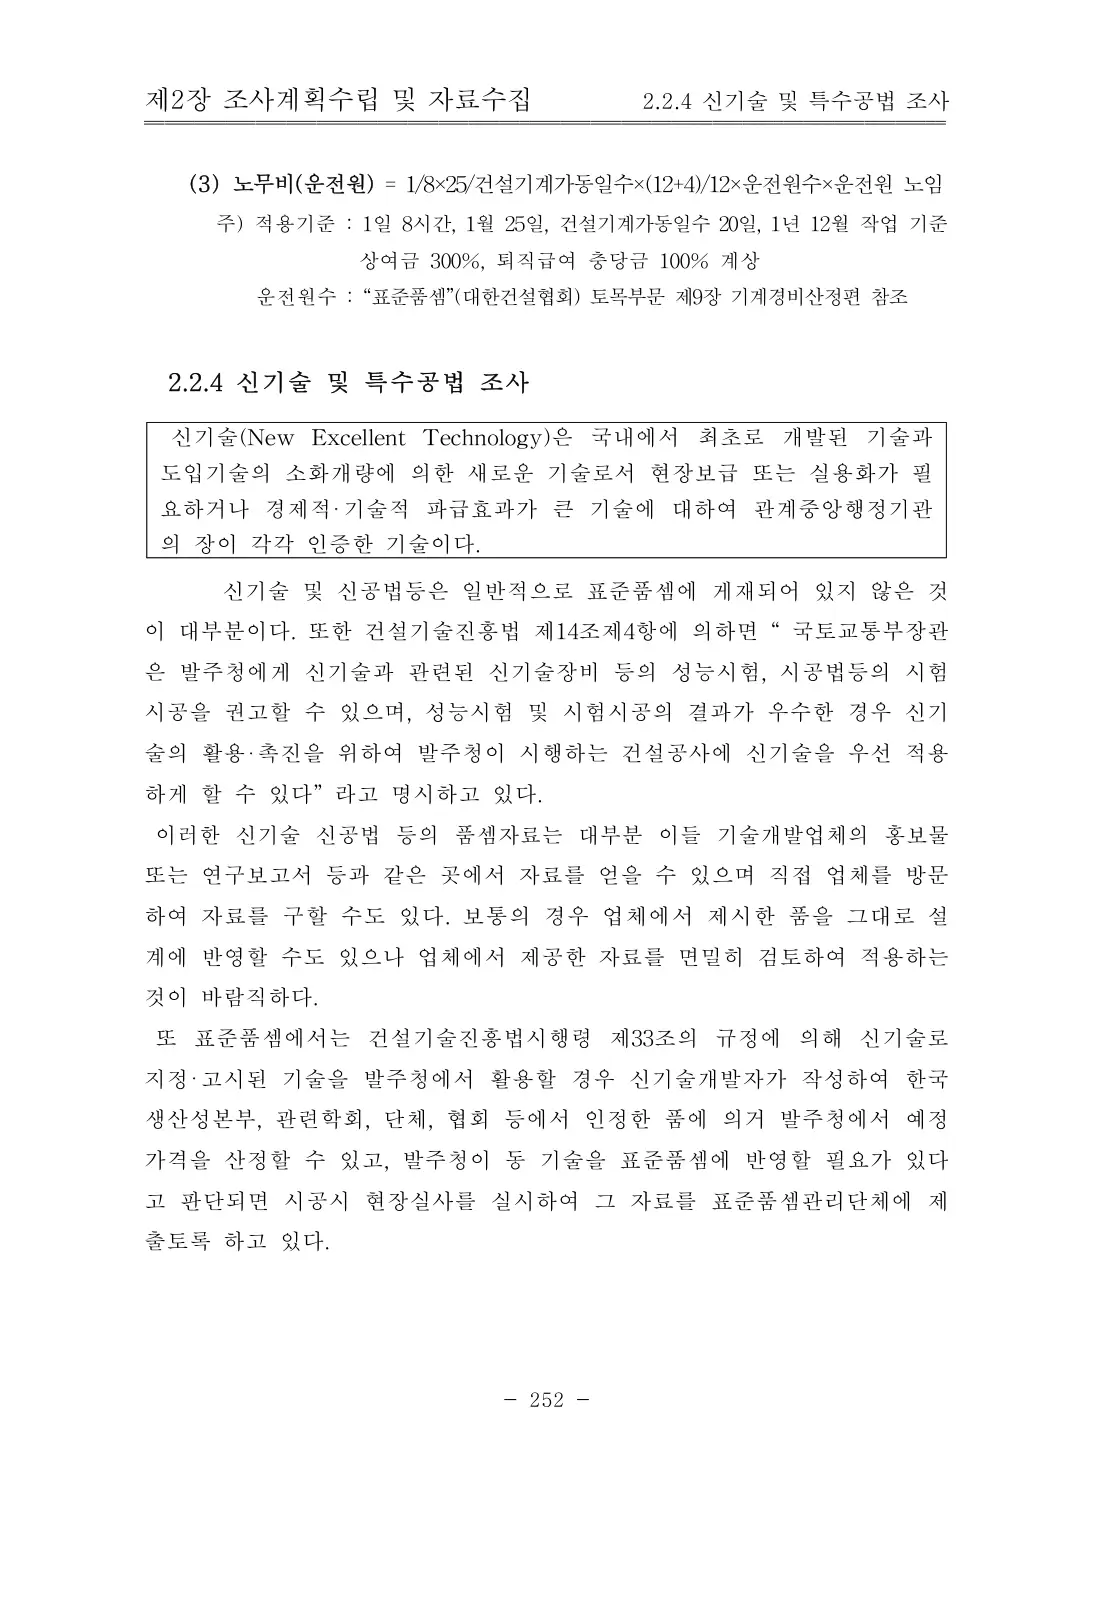 제2장 조사계획수립 및 자료수집 2.2.4 신기술 및 특수공법 조사
(3) 노무비(운전원) = 1/8×25/건설기계가동일수×(12+4)/12×운전원수×운전원 노임
주) 적용기준 : 1일 8시간, 1월 25일, 건설기계가동일수 20일, 1년 12월 작업 기준
상여금 300%, 퇴직급여 충당금 100% 계상
운전원수 : “표준품셈”(대한건설협회) 토목부문 제9장 기계경비산정편 참조
2.2.4 신기술 및 특수공법 조사
신기술(New Excellent Technology)은 국내에서 최초로 개발된 기술과
도입기술의 소화개량에 의한 새로운 기술로서 현장보급 또는 실용화가 필
요하거나 경제적·기술적 파급효과가 큰 기술에 대하여 관계중앙행정기관
의 장이 각각 인증한 기술이다.
신기술 및 신공법등은 일반적으로 표준품셈에 게재되어 있지 않은 것
이 대부분이다. 또한 건설기술진흥법 제14조제4항에 의하면 “ 국토교통부장관
은 발주청에게 신기술과 관련된 신기술장비 등의 성능시험, 시공법등의 시험
시공을 권고할 수 있으며, 성능시험 및 시험시공의 결과가 우수한 경우 신기
술의 활용·촉진을 위하여 발주청이 시행하는 건설공사에 신기술을 우선 적용
하게 할 수 있다” 라고 명시하고 있다.
이러한 신기술 신공법 등의 품셈자료는 대부분 이들 기술개발업체의 홍보물
또는 연구보고서 등과 같은 곳에서 자료를 얻을 수 있으며 직접 업체를 방문
하여 자료를 구할 수도 있다. 보통의 경우 업체에서 제시한 품을 그대로 설
계에 반영할 수도 있으나 업체에서 제공한 자료를 면밀히 검토하여 적용하는
것이 바람직하다.
또 표준품셈에서는 건설기술진흥법시행령 제33조의 규정에 의해 신기술로
지정·고시된 기술을 발주청에서 활용할 경우 신기술개발자가 작성하여 한국
생산성본부, 관련학회, 단체, 협회 등에서 인정한 품에 의거 발주청에서 예정
가격을 산정할 수 있고, 발주청이 동 기술을 표준품셈에 반영할 필요가 있다
고 판단되면 시공시 현장실사를 실시하여 그 자료를 표준품셈관리단체에 제
출토록 하고 있다.
- 252 -